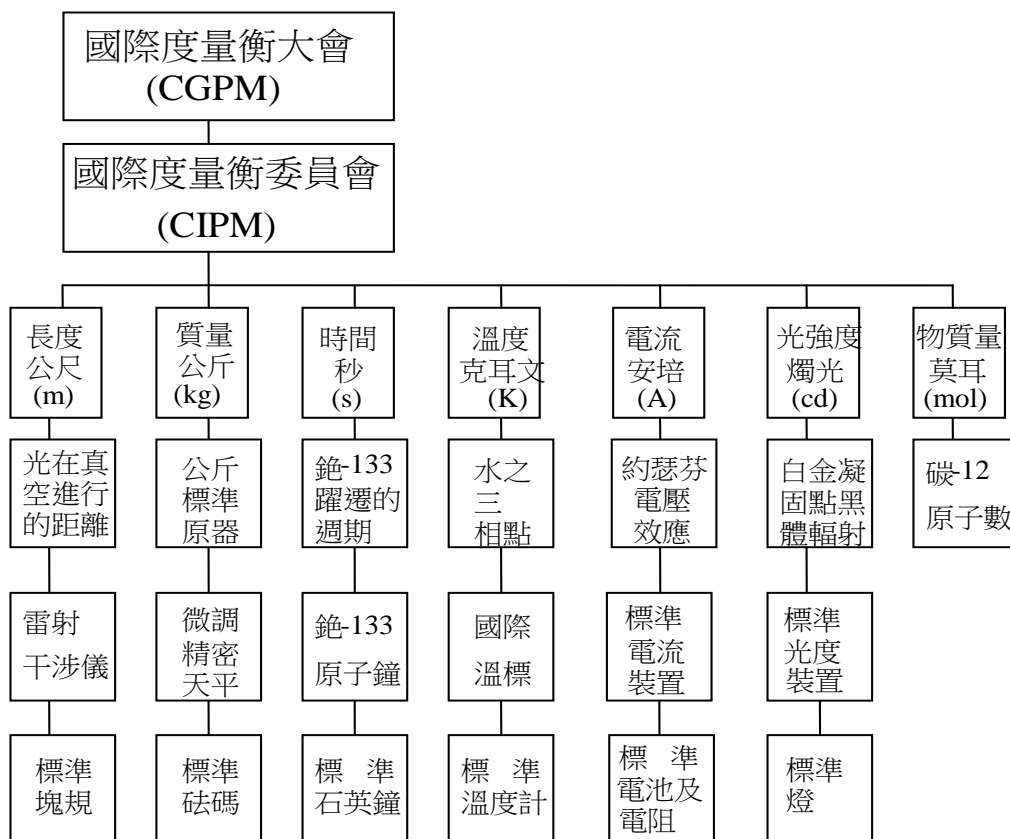 國際度量衡大會
(CGPM)
國際度量衡委員會
(CIPM)
長度
公尺
(m)
質量
公斤
(kg)
時間
秒
(s)
溫度
克耳文
(K)
電流
安培
(A)
光強度
燭光
(cd)
物質量
莫耳
(mol)
光在真
空進行
的距離
公斤
標準
原器
銫-133
躍遷的
週期
水之
三
相點
約瑟芬
電壓
效應
白金凝
固點黑
體輻射
碳-12
原子數
雷射
干涉儀
微調
精密
天平
銫-133
原子鐘
國際
溫標
標準
電流
裝置
標準
光度
裝置
標準
塊規
標準
砝碼
標 準
石英鐘
標 準
溫度計
標 準
電池及
電阻
標準
燈